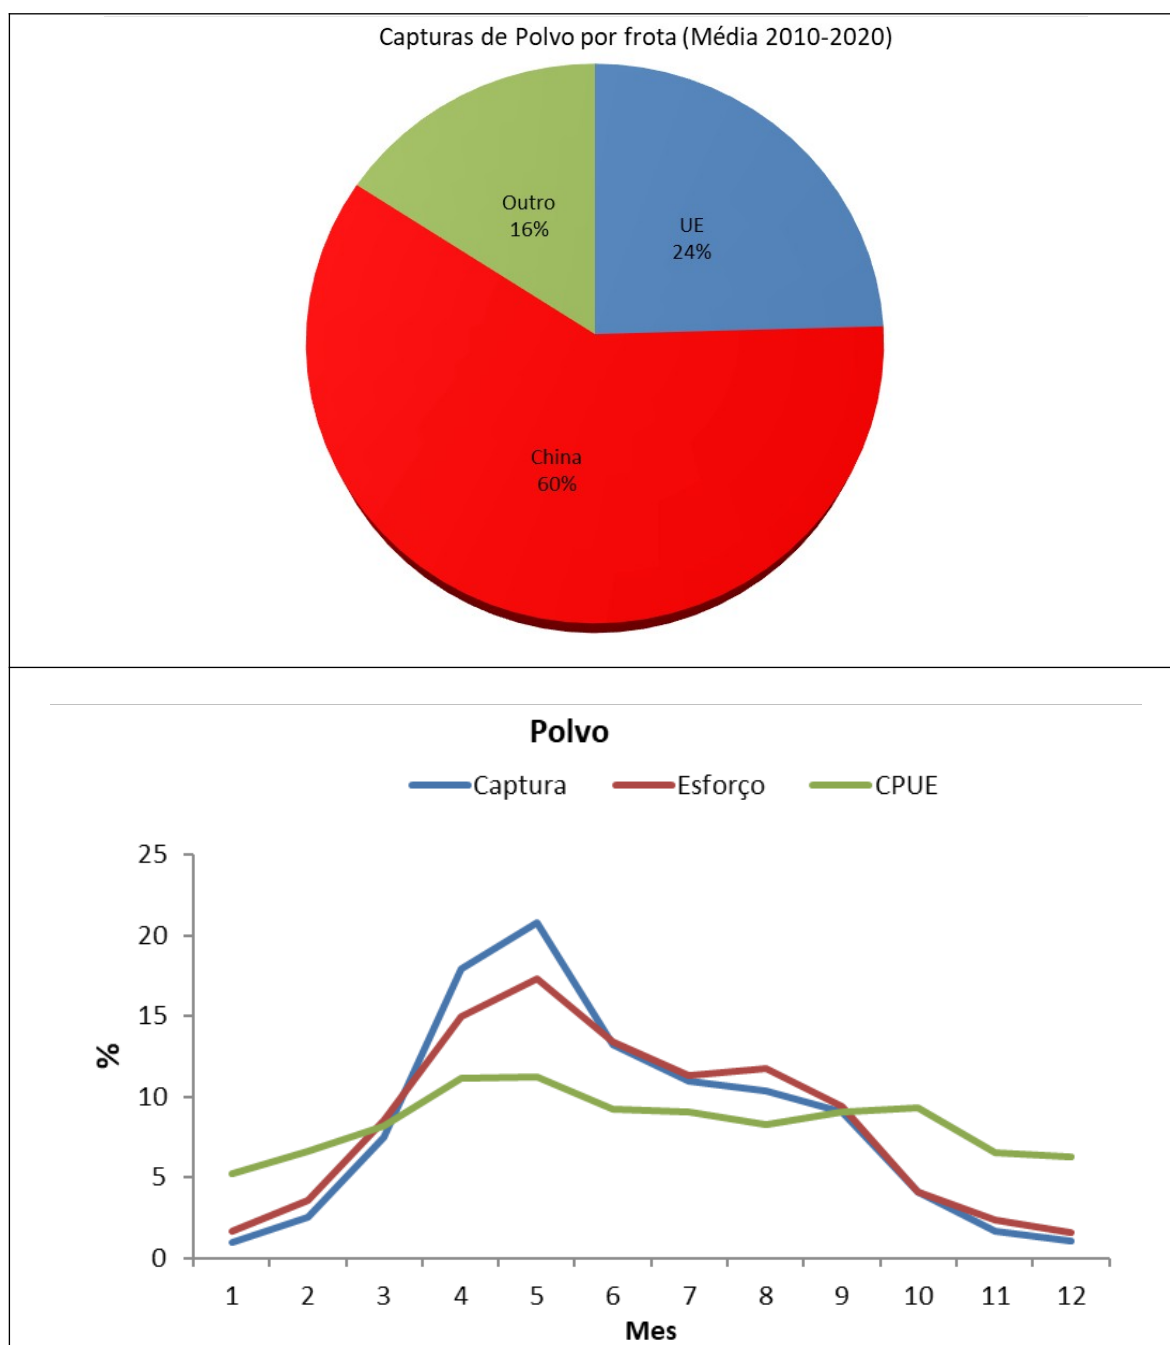 Capturas de Polvo por frota (Média 2010-2020)
Outro
16%
UE
24%
China
60%
Polvo
Captura Esforço CPUE
25
20
15
10
5
0
%
1 2 3 4 5 6 7 8 9 10 11 12
Mes